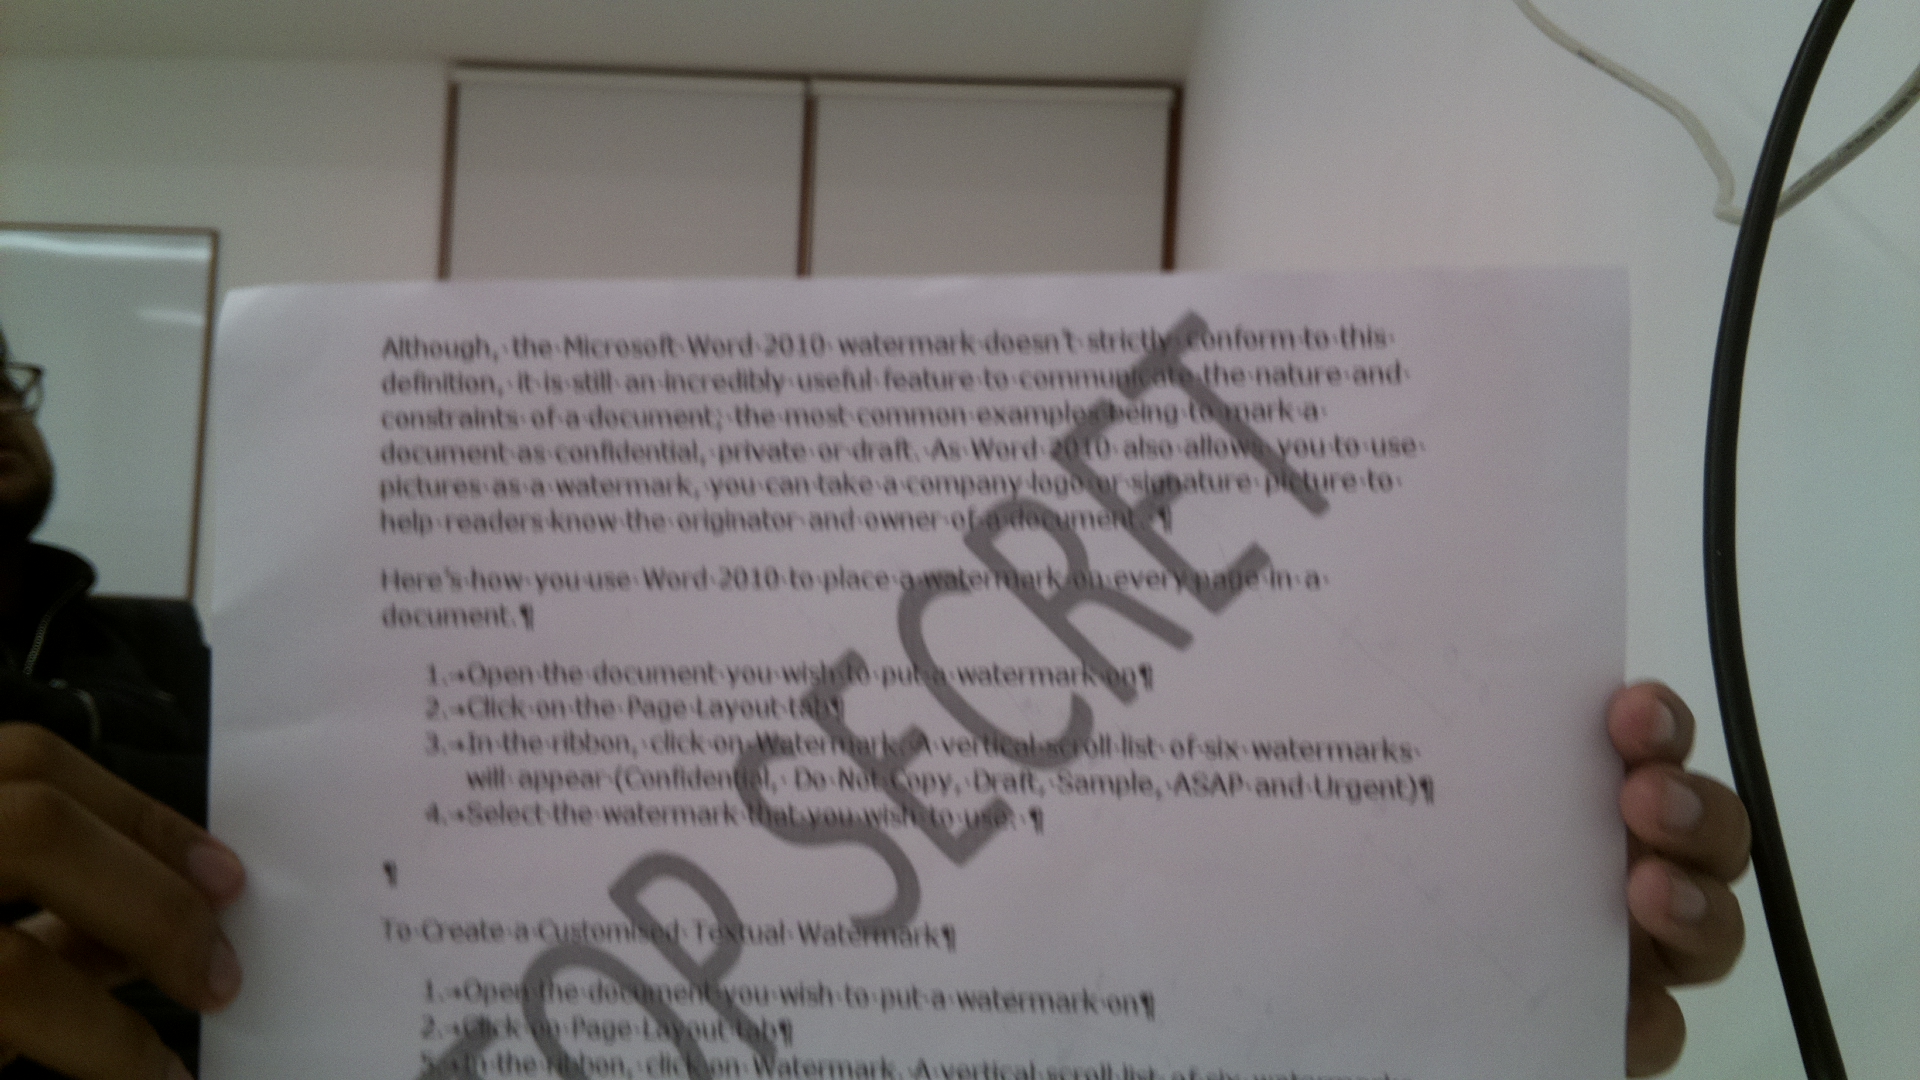 Although, the Microsoft Word 2010 watermark doesn't strictly conform to this
definition, it is still an incredibly useful feature to communicate the nature and
constraints of a document; the most common examples being to mark a
document as confidential, private or draft. As Word 2010 also allows you to use
pictures as a watermark, you can take a company logo or signature picture to
help readers know the originator and owner of a document. ¶
Here's how you use Word 2010 to place a watermark on every page in a
document.¶
1.→Open the document you wish to put a watermark on¶
2.→Click on the Page Layout tab¶
3.→In the ribbon, click on Watermark. A vertical scroll list of six watermarks
will appear (Confidential, Do Not Copy, Draft, Sample, ASAP and Urgent)¶
4.→Select the watermark that you wish to use. ¶
¶
To Create a Customised Textual Watermark¶
1.→Open the document you wish to put a watermark on¶
2.→Click on Page Layout tab¶
In the ribbon, click on Watermark. A vertical scroll list of six watermarks
TOP SECRET